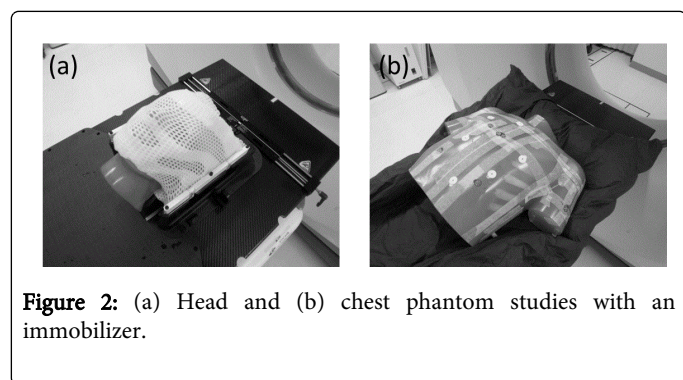 (a)
(b)
Figure 2: (a) Head and (b) chest phantom studies with an
immobilizer.